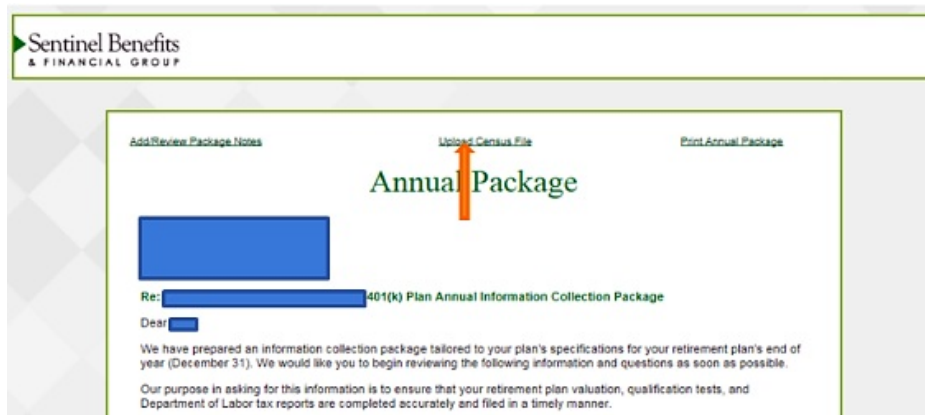 Sentinel Benefits
& FINANCIAL GROUP
Add/Review Package Notes Upload Census File Print Annual Package
Annual Package
Re: 401(k) Plan Annual Information Collection Package
Dear
We have prepared an information collection package tailored to your plan's specifications for your retirement plan's end of
year (December 31). We would like you to begin reviewing the following information and questions as soon as possible.
Our purpose in asking for this information is to ensure that your retirement plan valuation, qualification tests, and
Department of Labor tax reports are completed accurately and filed in a timely manner.